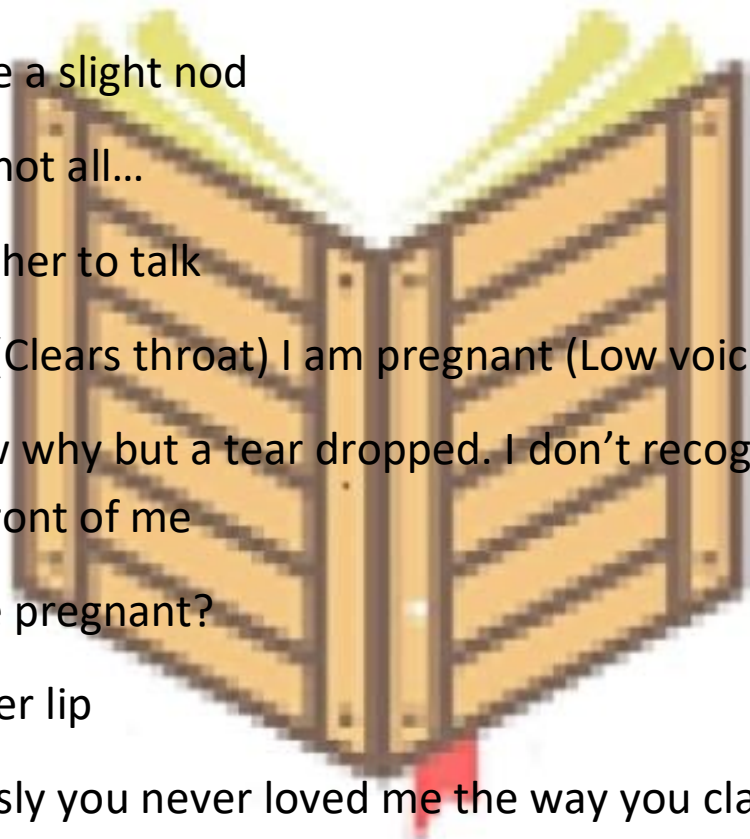 e a slight nod
not all…
her to talk
(Clears throat) I am pregnant (Low voic
w why but a tear dropped. I don’t recog
ront of me
e pregnant?
er lip
sly you never loved me the way you cla